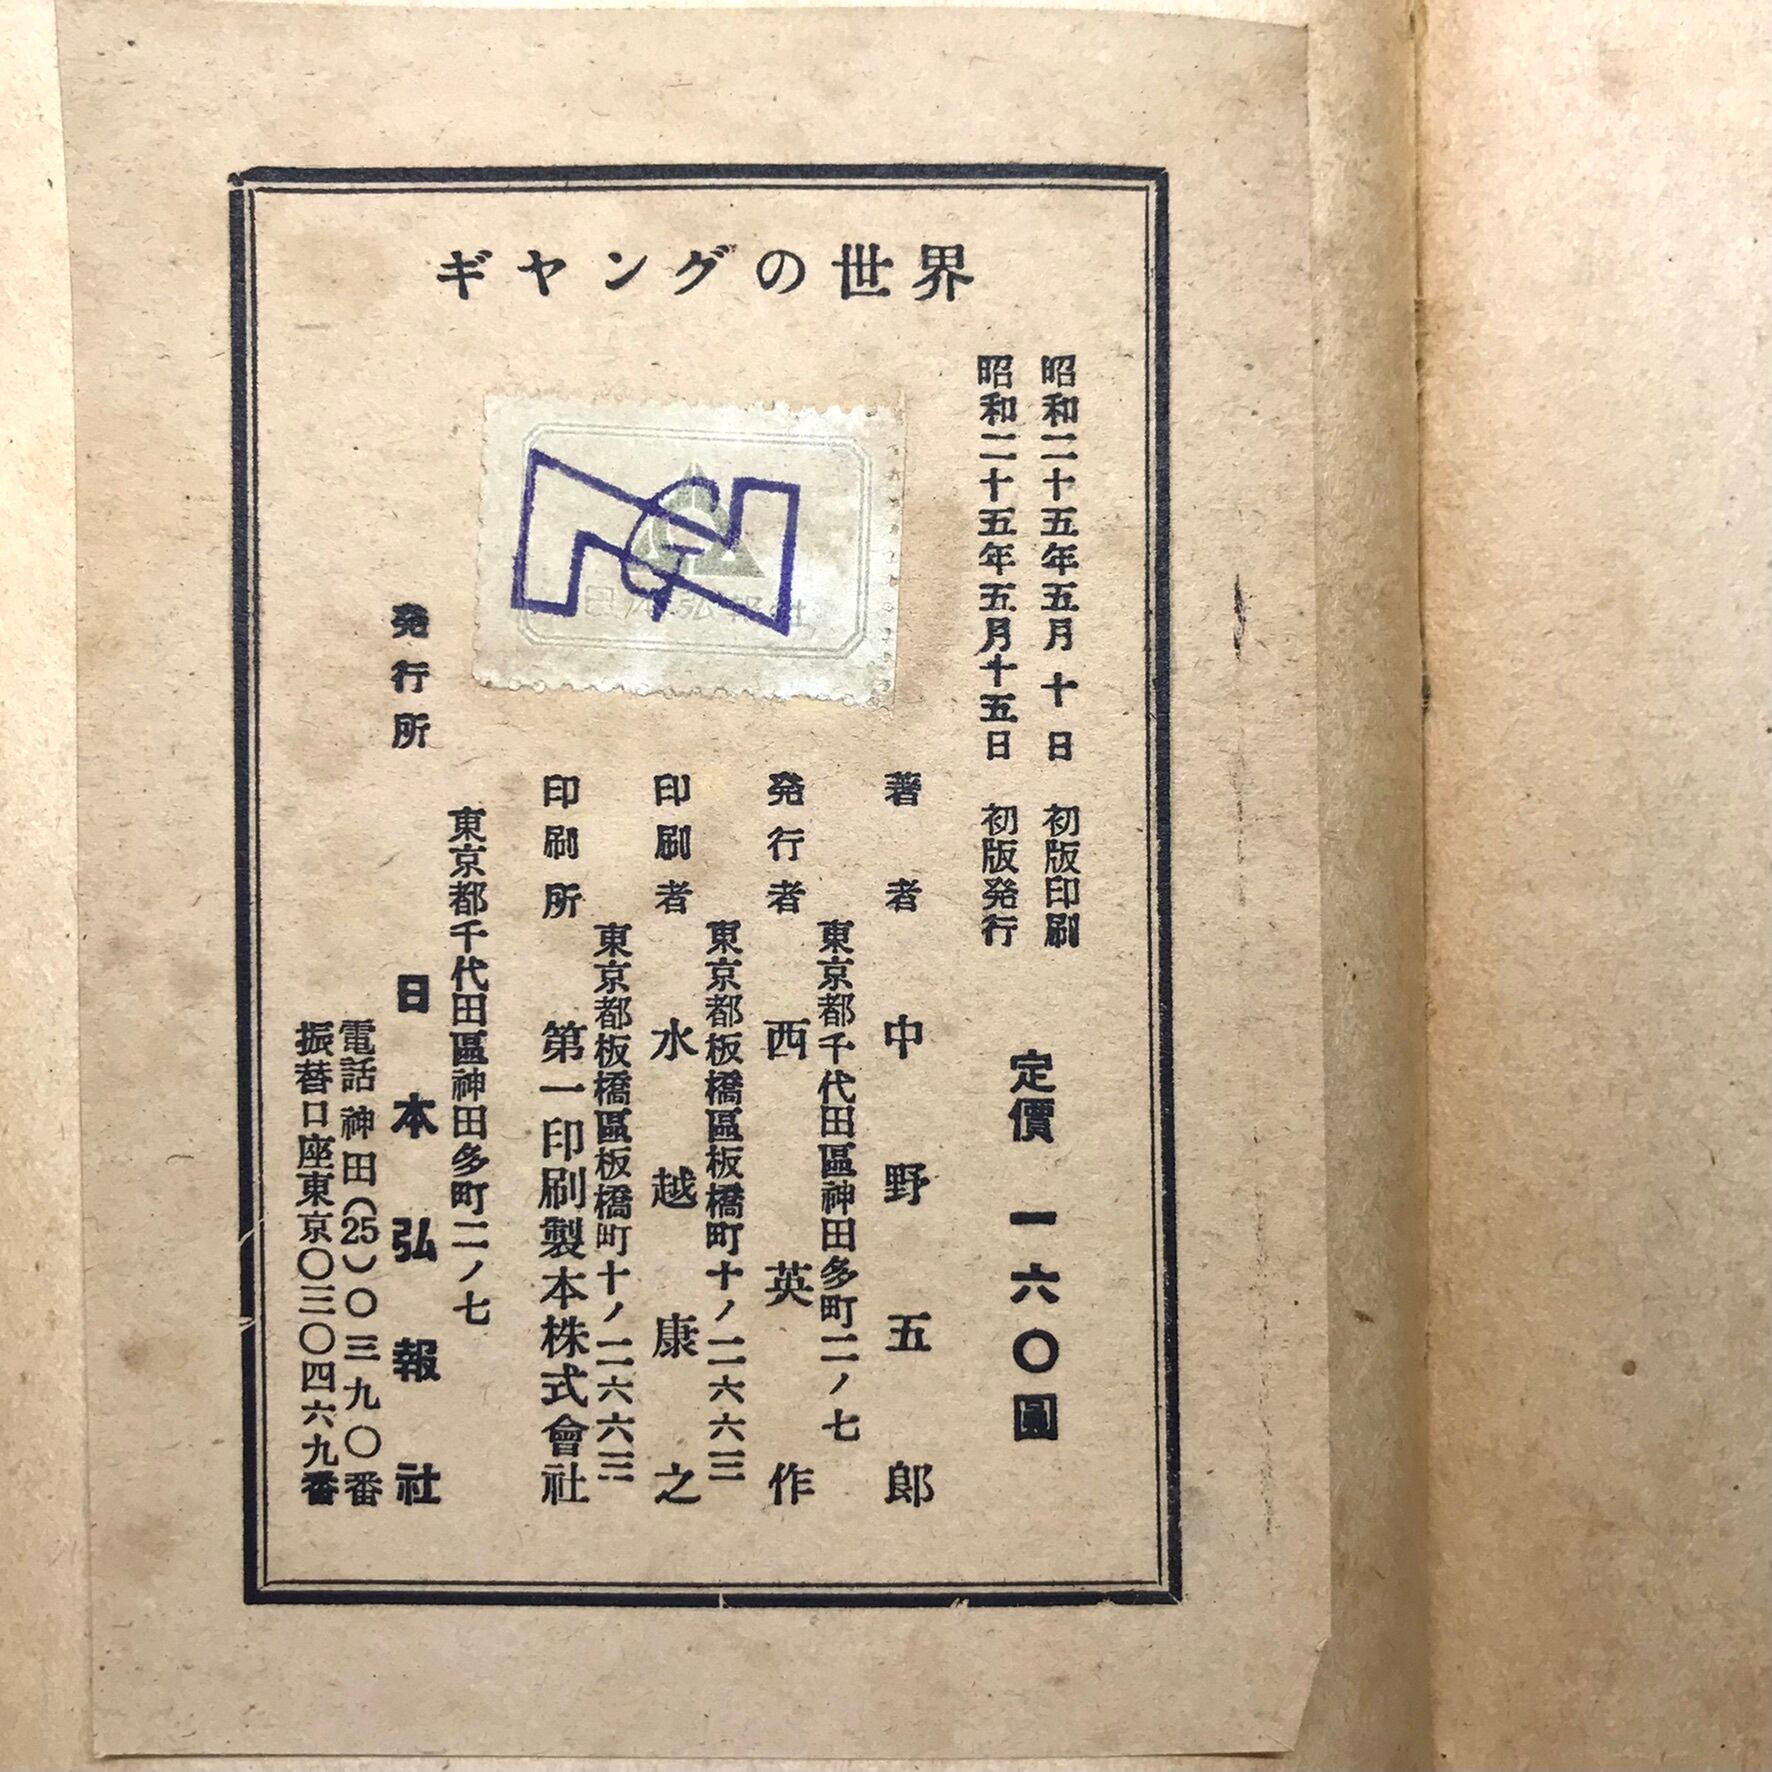 ギヤングの世界
昭和二十五年五月十日 初版印刷
昭和二十五年五月十五日 初版発行
定價 一六〇圓
著者 中野五郎
東京都千代田區神田多町二ノ七
発行者 西英作
東京都板橋區板橋町十ノ二六六三
印刷者 水越康之
東京都板橋區板橋町十ノ二六六三
印刷所 第一印刷製本株式會社
東京都千代田區神田多町二ノ七
発行所 日本弘報社
電話神田(25)〇三九〇番
振替口座東京〇三〇四六九番
日本弘報社